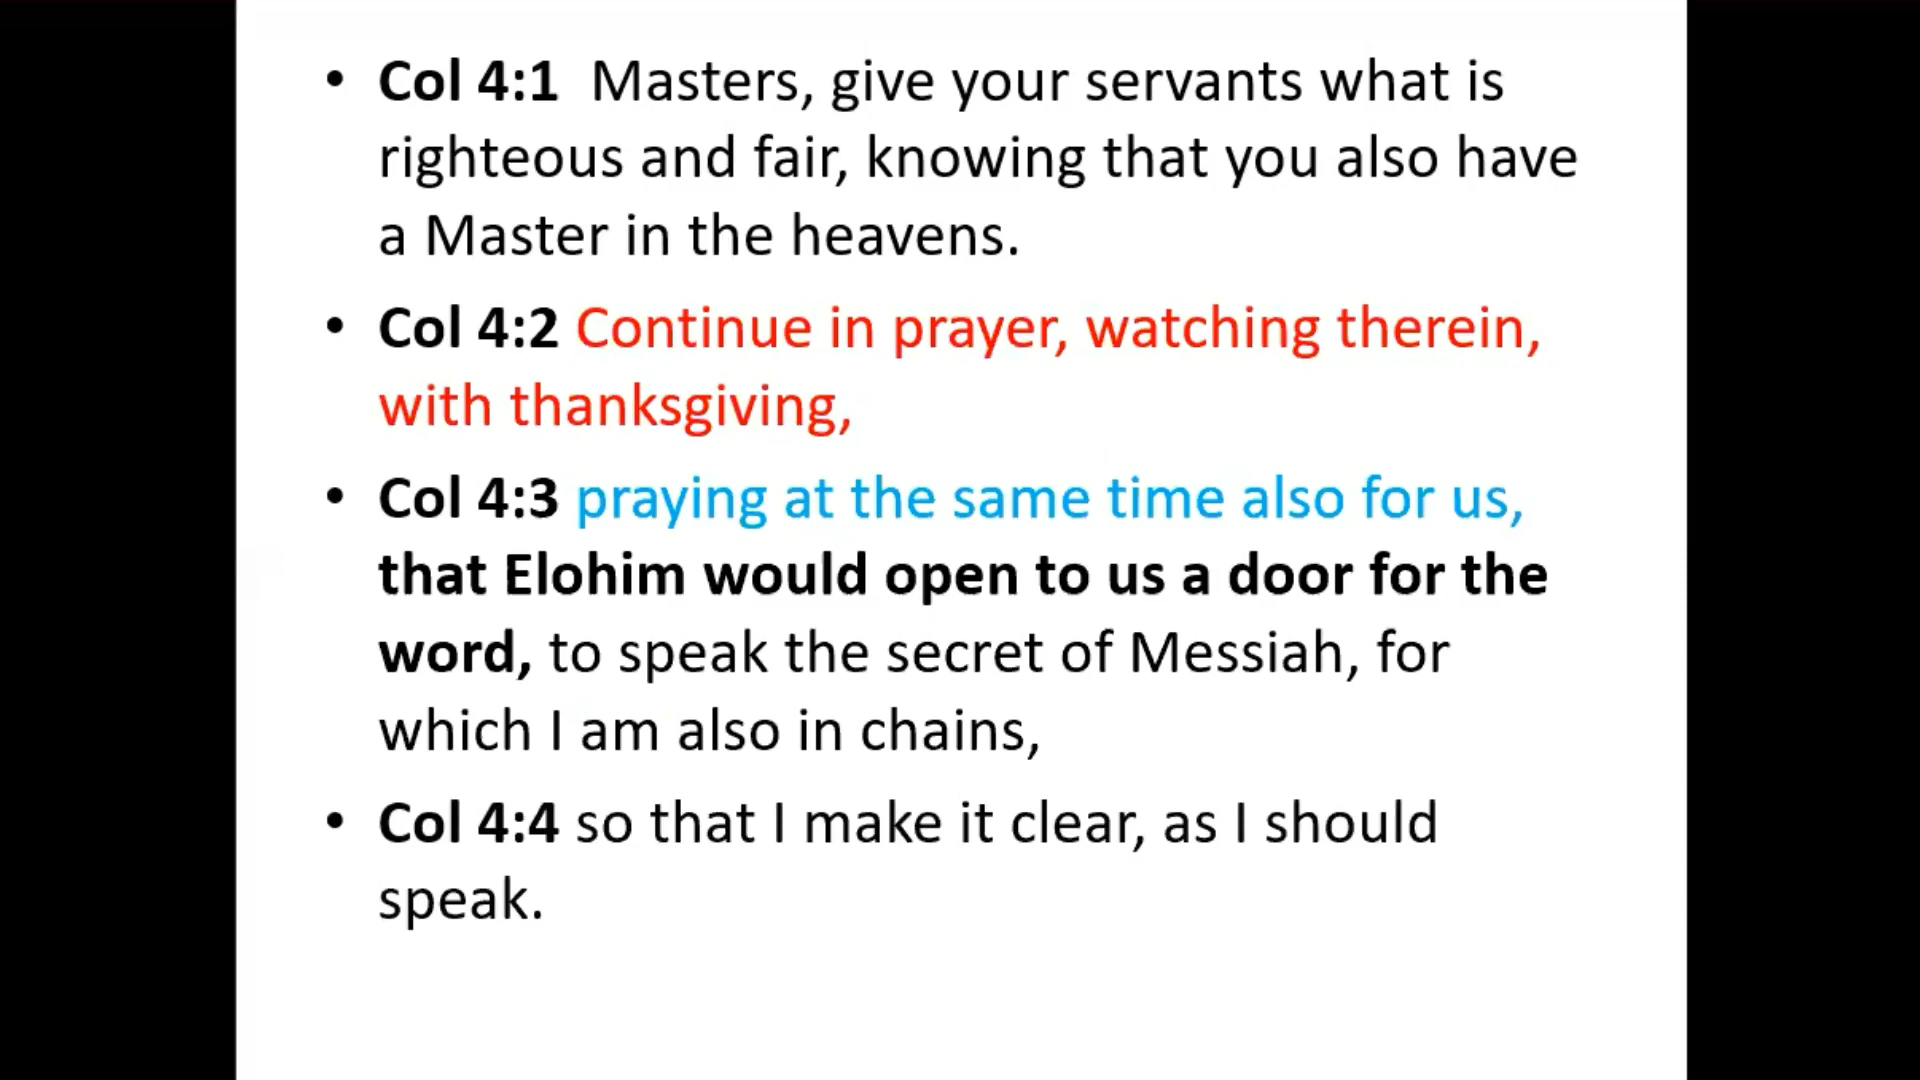 • Col 4:1  Masters, give your servants what is
righteous and fair, knowing that you also have
a Master in the heavens.
• Col 4:2 Continue in prayer, watching therein,
with thanksgiving,
• Col 4:3 praying at the same time also for us,
that Elohim would open to us a door for the
word, to speak the secret of Messiah, for
which I am also in chains,
• Col 4:4 so that I make it clear, as I should
speak.